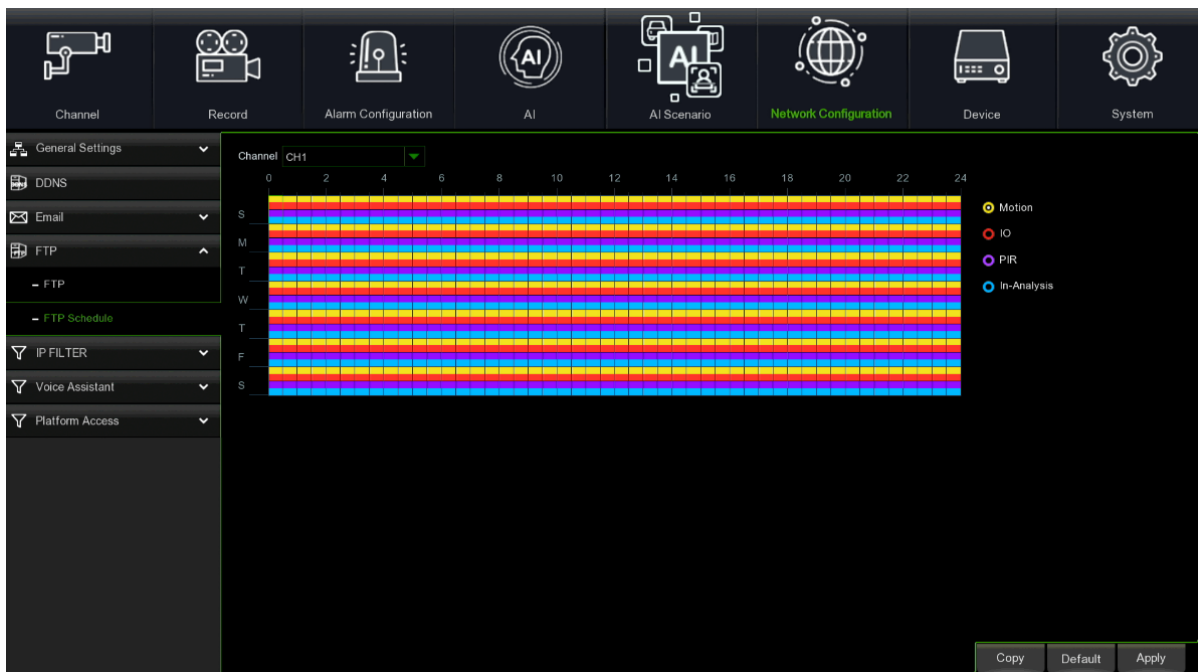 Channel Record Alarm Configuration AI AI Scenario Network Configuration Device System
AI
AI
General Settings
DDNS
Email
FTP
– FTP
– FTP Schedule
IP FILTER
Voice Assistant
Platform Access
Channel CH1
0 2 4 6 8 10 12 14 16 18 20 22 24
S
M
T
W
T
F
S
Motion
IO
PIR
In-Analysis
Copy Default Apply